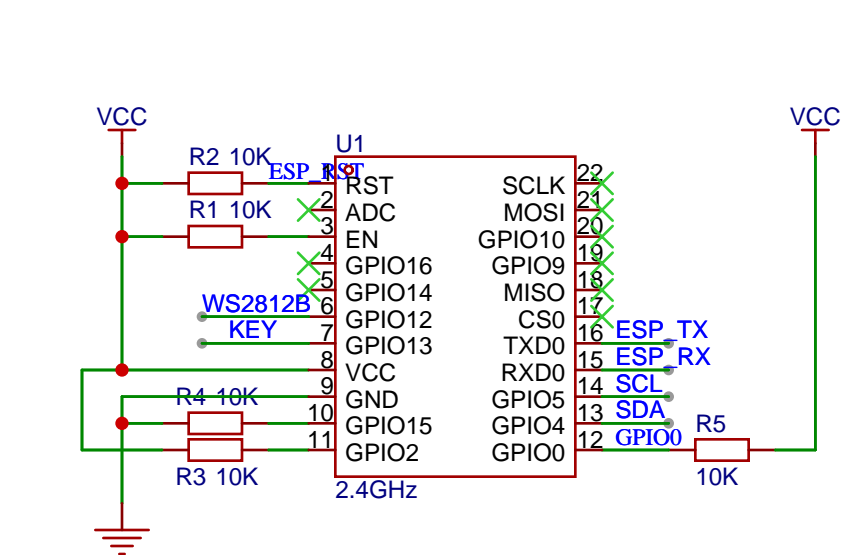 VCC
VCC
U1
R2 10K
ESP_RST
1
RST
2
ADC
R1 10K
3
EN
4
GPIO16
5
GPIO14
WS2812B
6
GPIO12
KEY
7
GPIO13
8
VCC
9
GND
R4 10K
10
GPIO15
11
GPIO2
R3 10K
2.4GHz
SCLK
22
MOSI
21
GPIO10
20
GPIO9
19
MISO
18
CS0
17
TXD0
16
ESP_TX
RXD0
15
ESP_RX
GPIO5
14
SCL
GPIO4
13
SDA
GPIO0
12
GPIO0
R5
10K